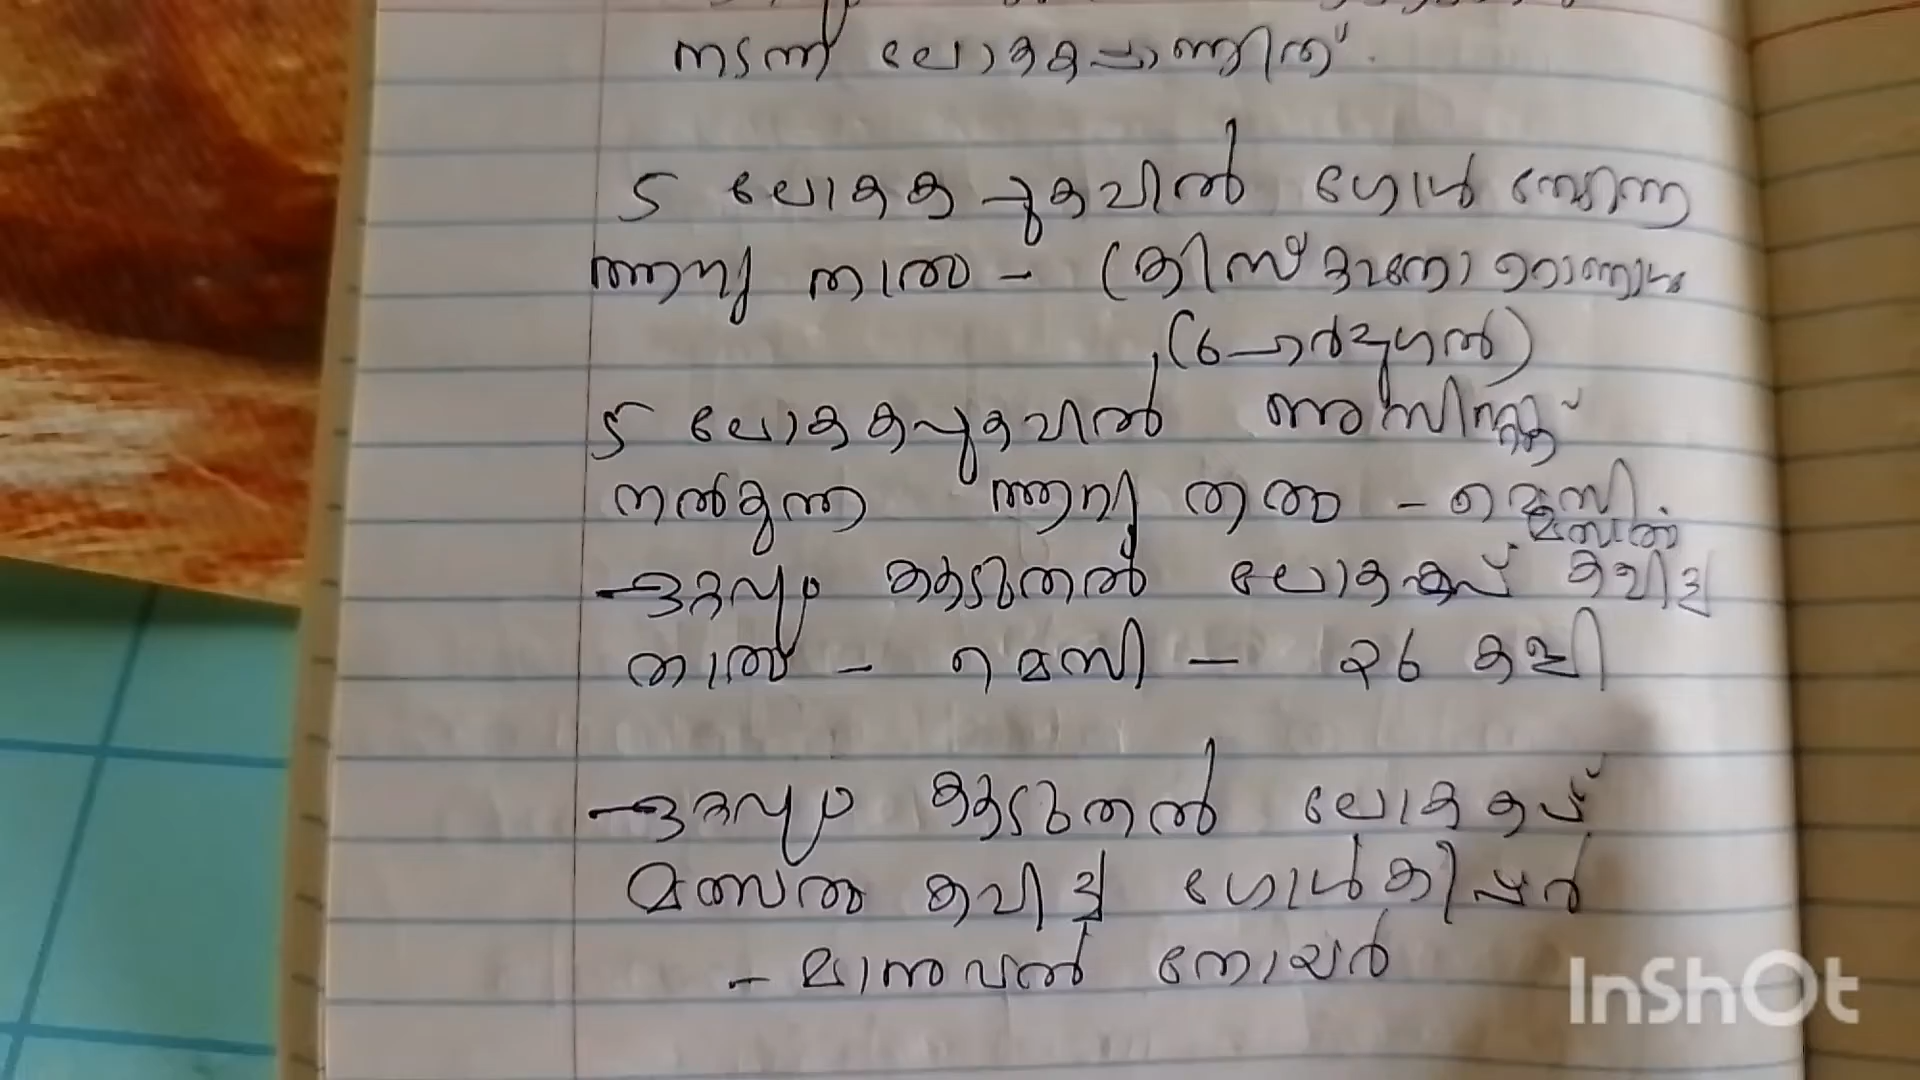 നടന്ന ലോകകപ്പാണിത്.
5 ലോകകപ്പുകളിൽ ഗോൾ നേടുന്ന
ആദ്യ താരം - ക്രിസ്ത്യാനോ റൊണാൾഡോ
(പോർച്ചുഗൽ)
5 ലോകകപ്പുകളിൽ അസിസ്റ്റ്
നൽകുന്ന ആദ്യ താരം - മെസി
ഏറ്റവും കൂടുതൽ ലോകകപ്പ് മത്സരം കളിച്ച
താരം - മെസി - 26 കളി
ഏറ്റവും കൂടുതൽ ലോകകപ്പ്
മത്സരം കളിച്ച ഗോൾകീപ്പർ
- മാനുവൽ നോയർ
InShOt